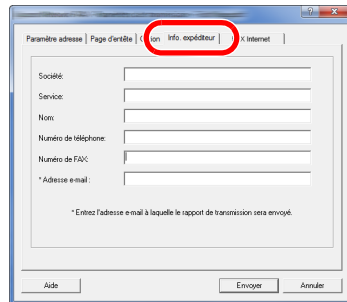 Paramètre adresse Page d'entête Info. expéditeur Internet
Société:
Service:
Nom:
Numéro de téléphone:
Numéro de FAX:
* Adresse e-mail :
* Entrez l'adresse e-mail à laquelle le rapport de transmission sera envoyé.
Aide Envoyer Annuler